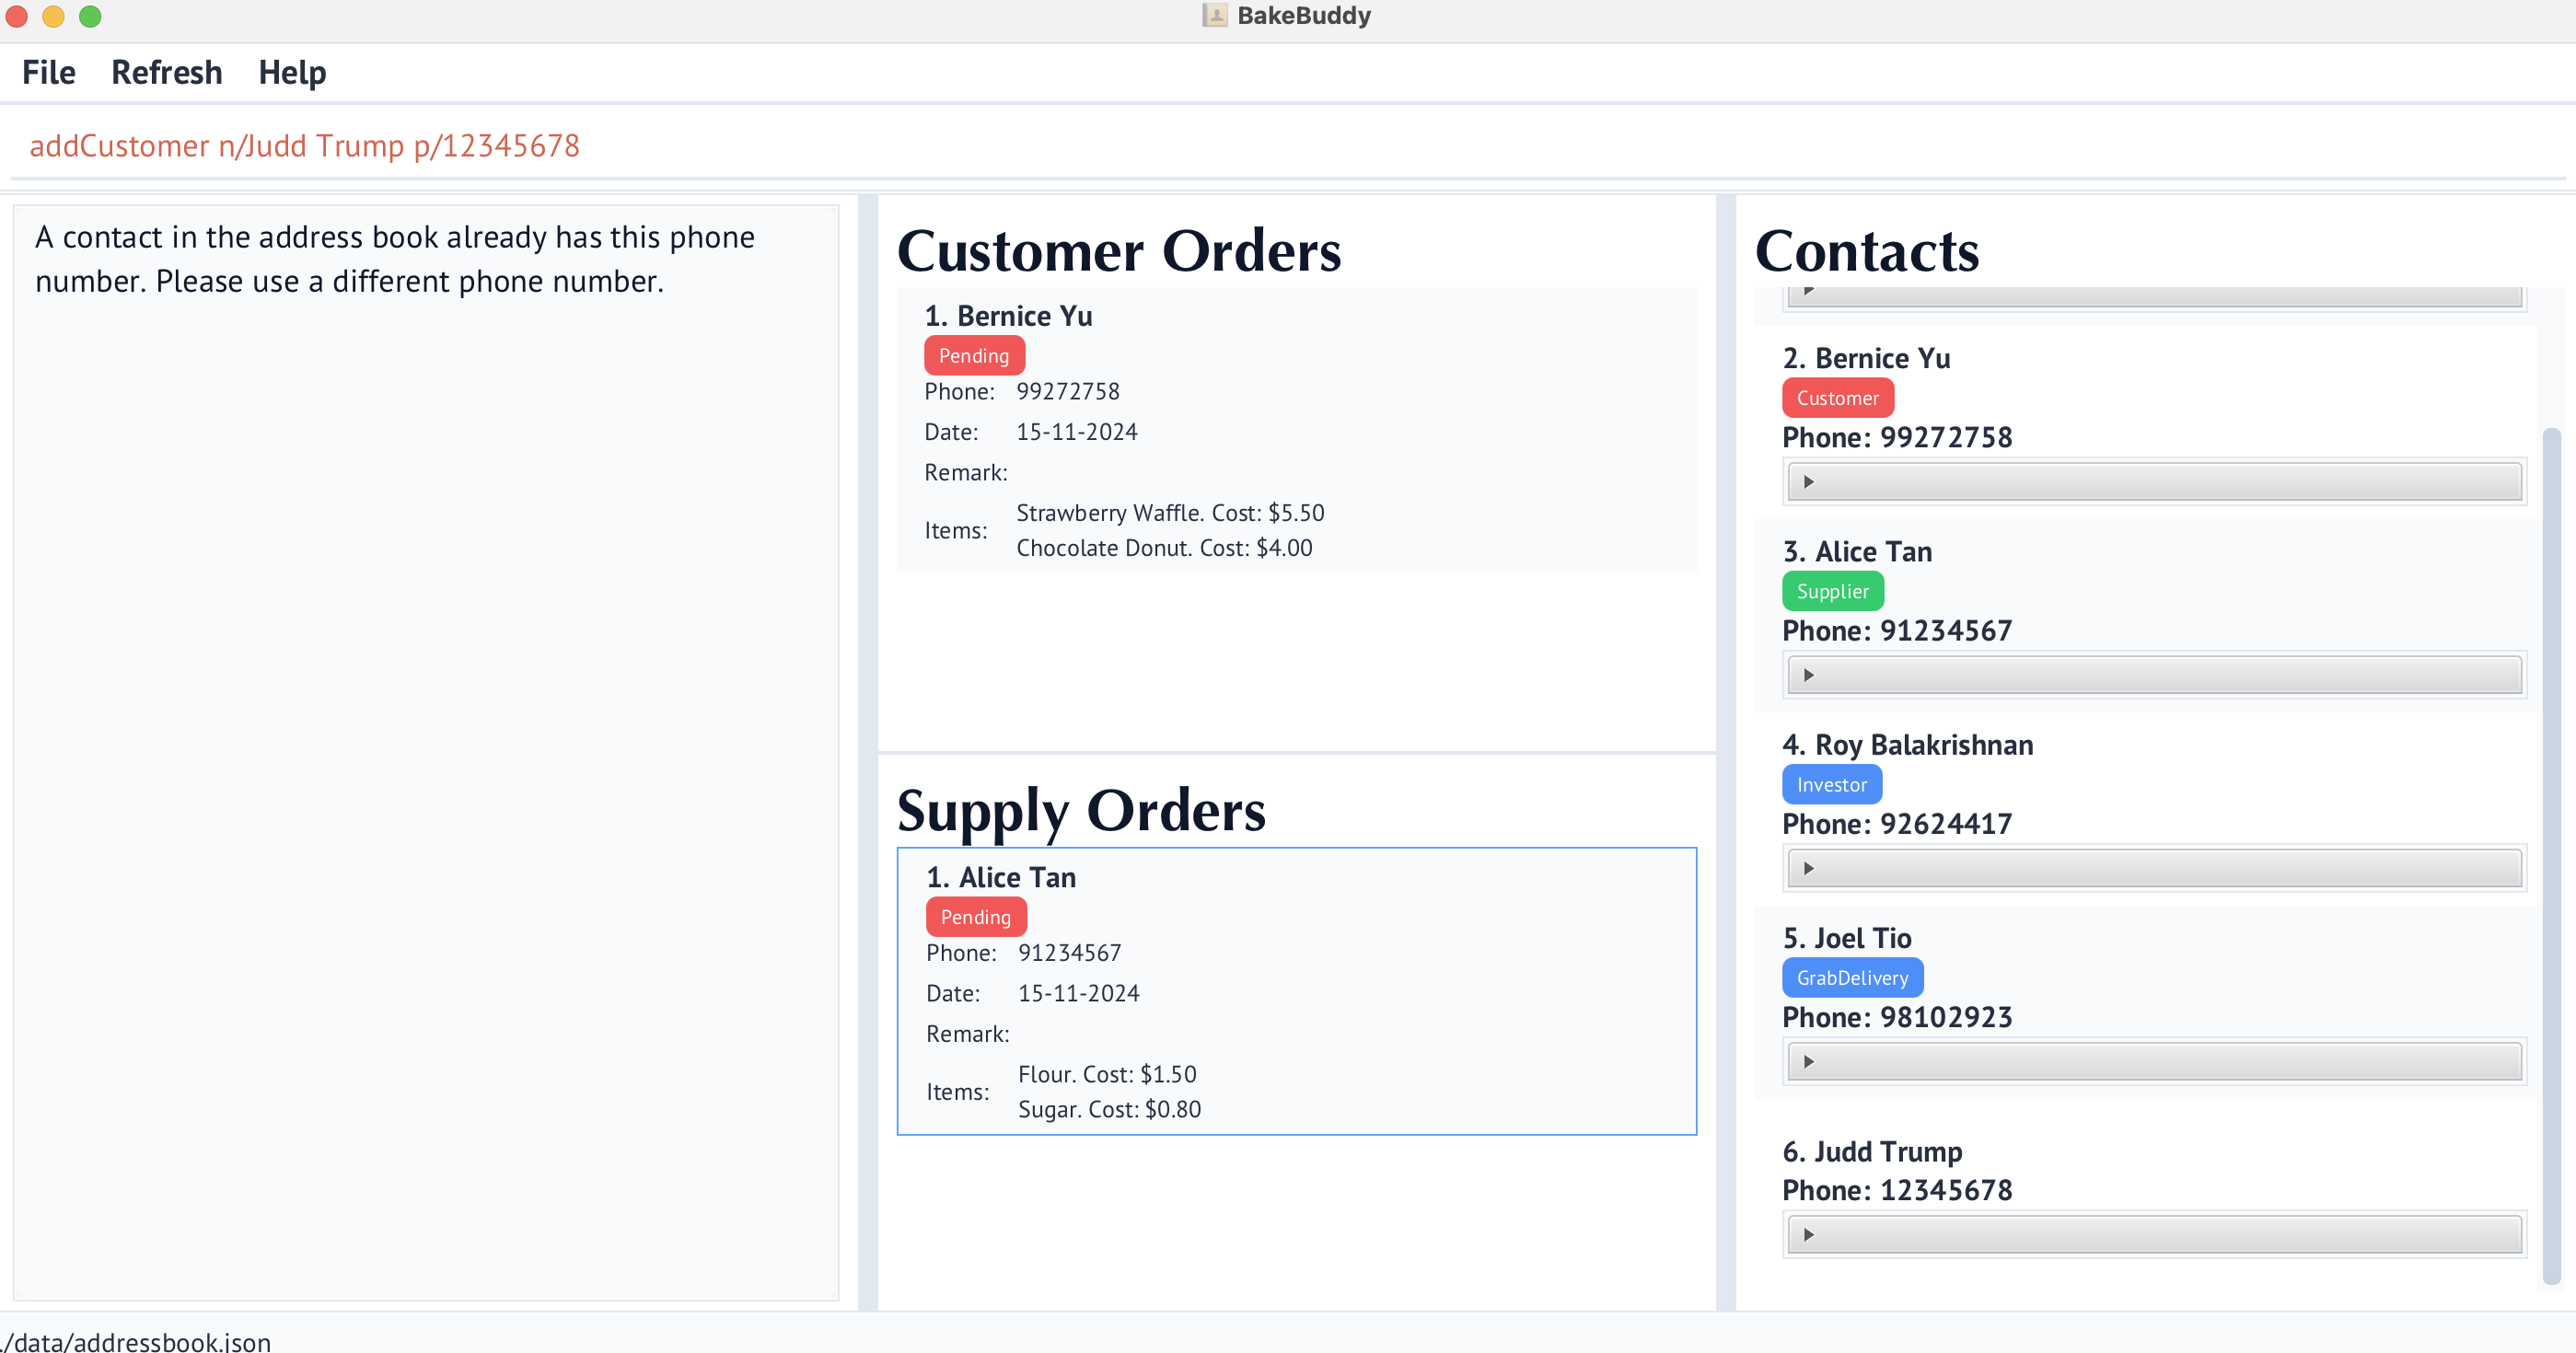 BakeBuddy
File Refresh Help
addCustomer n/Judd Trump p/12345678
A contact in the address book already has this phone
number. Please use a different phone number.
Customer Orders
1. Bernice Yu
Pending
Phone: 99272758
Date: 15-11-2024
Remark:
Items:
Strawberry Waffle. Cost: $5.50
Chocolate Donut. Cost: $4.00
Supply Orders
1. Alice Tan
Pending
Phone: 91234567
Date: 15-11-2024
Remark:
Items:
Flour. Cost: $1.50
Sugar. Cost: $0.80
Contacts
2. Bernice Yu
Customer
Phone: 99272758
3. Alice Tan
Supplier
Phone: 91234567
4. Roy Balakrishnan
Investor
Phone: 92624417
5. Joel Tio
GrabDelivery
Phone: 98102923
6. Judd Trump
Phone: 12345678
./data/addressbook.json